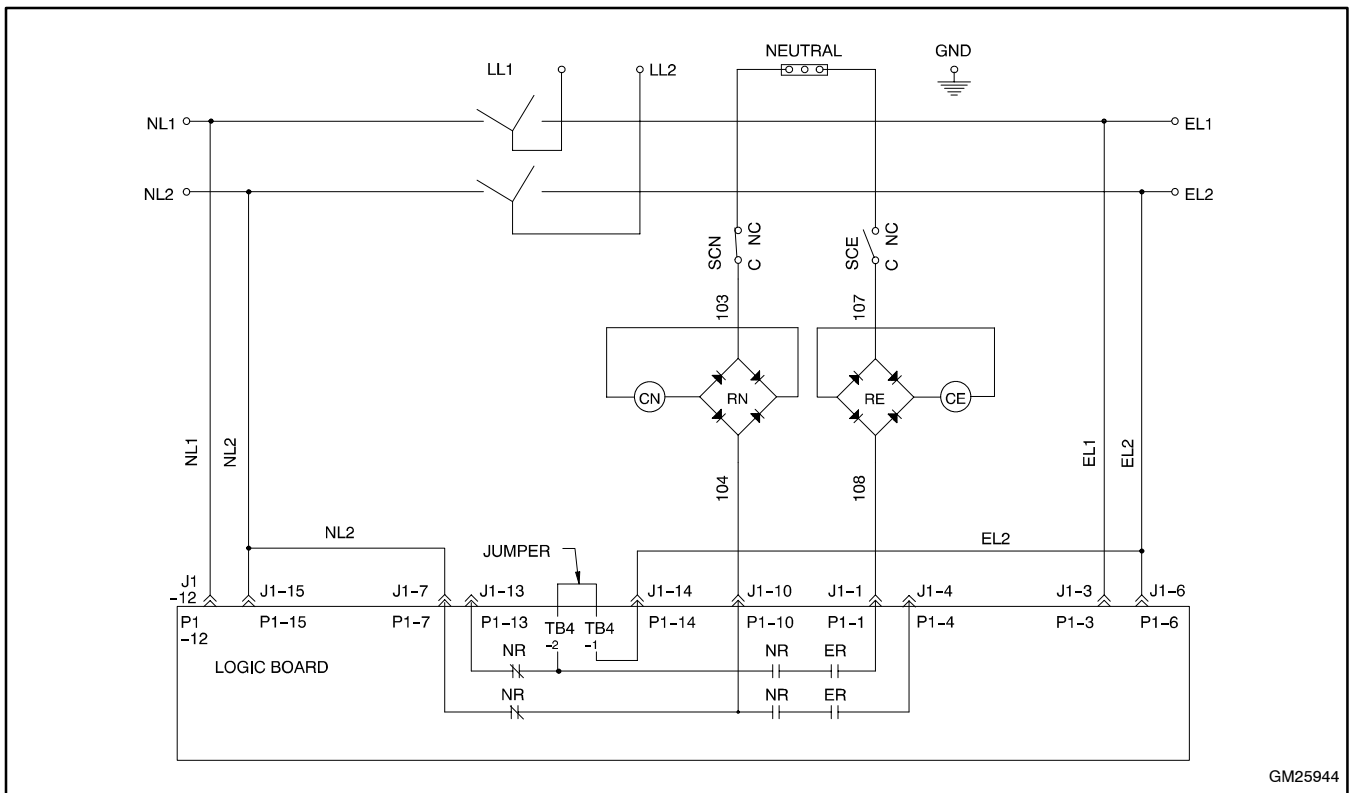 NEUTRAL
GND
LL1
LL2
NL1
EL1
NL2
EL2
SCN
C NC
SCE
C NC
103
107
CN
RN
RE
CE
NL1
NL2
104
108
EL1
EL2
NL2
JUMPER
EL2
J1
-12
J1-15
J1-7
J1-13
J1-14
J1-10
J1-1
J1-4
J1-3
J1-6
P1
-12
P1-15
P1-7
P1-13
TB4
-2
TB4
-1
P1-14
P1-10
P1-1
P1-4
P1-3
P1-6
LOGIC BOARD
NR
NR
ER
NR
NR
ER
GM25944